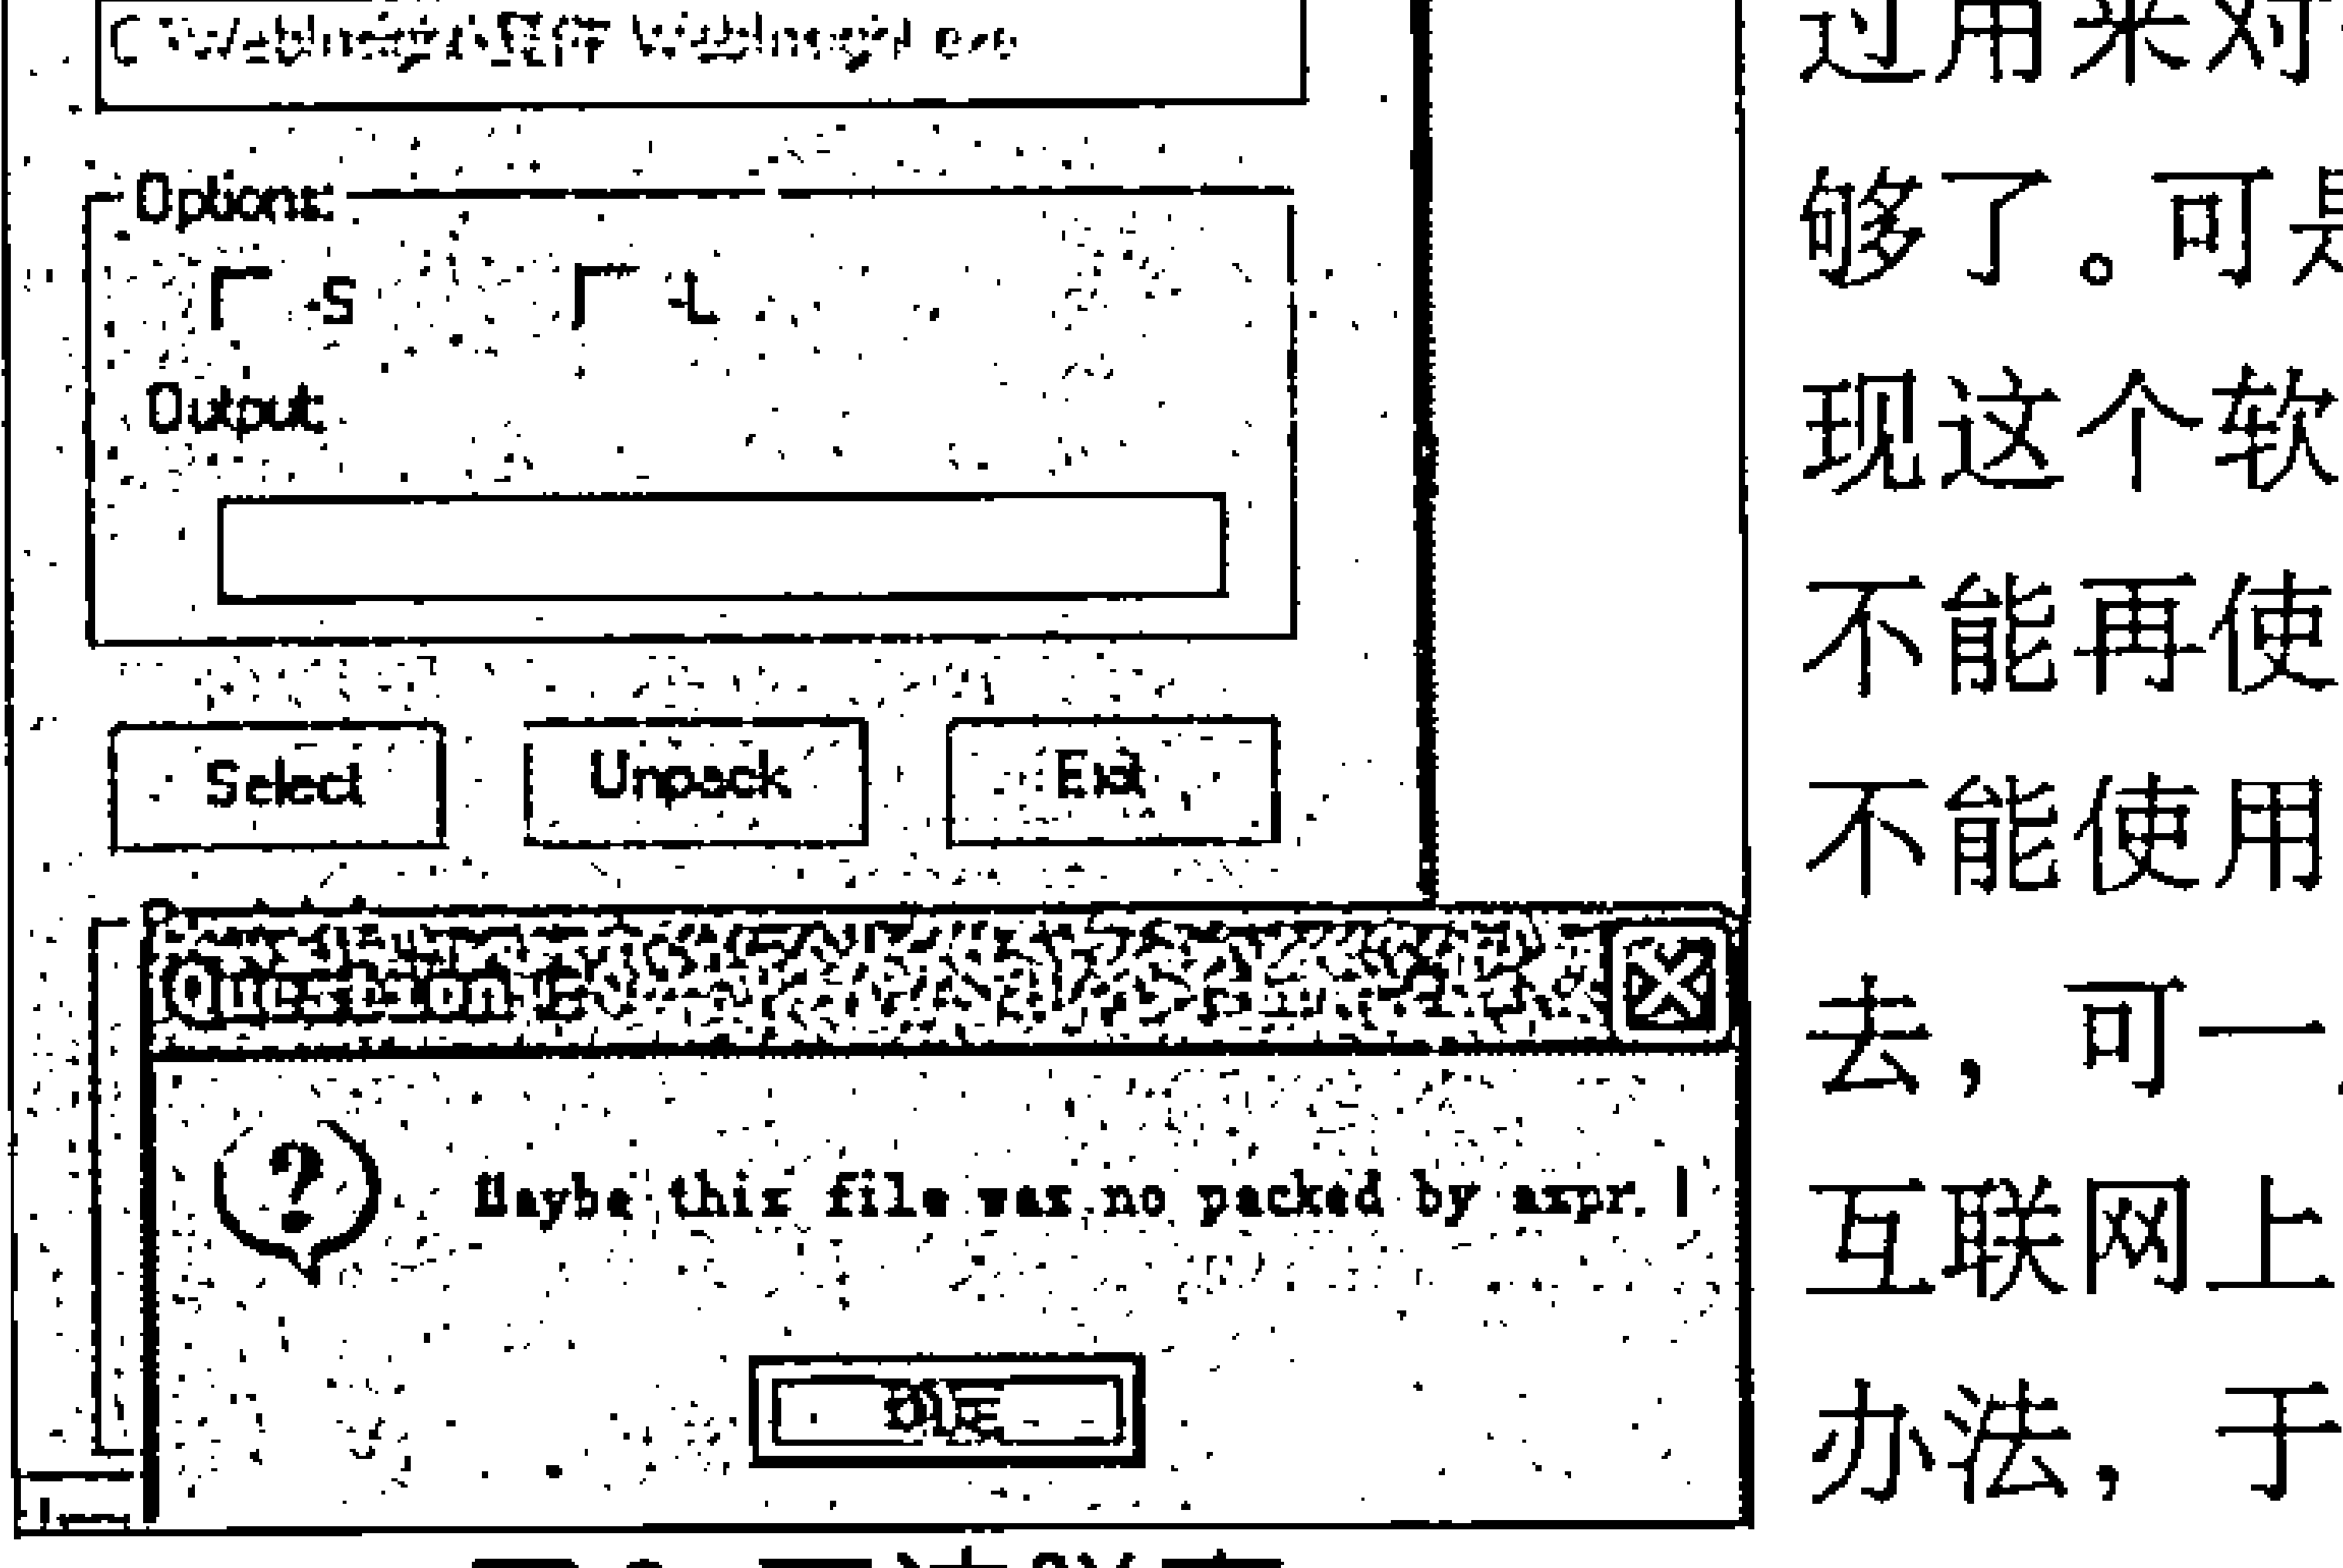 Options:
-s -t
Output:
Select Unpack Exit
Question
Maybe this file was no packed by aspr. !
过用来对
够了。可是
现这个软
不能再使
不能使用
去，可一
互联网上
办法，于